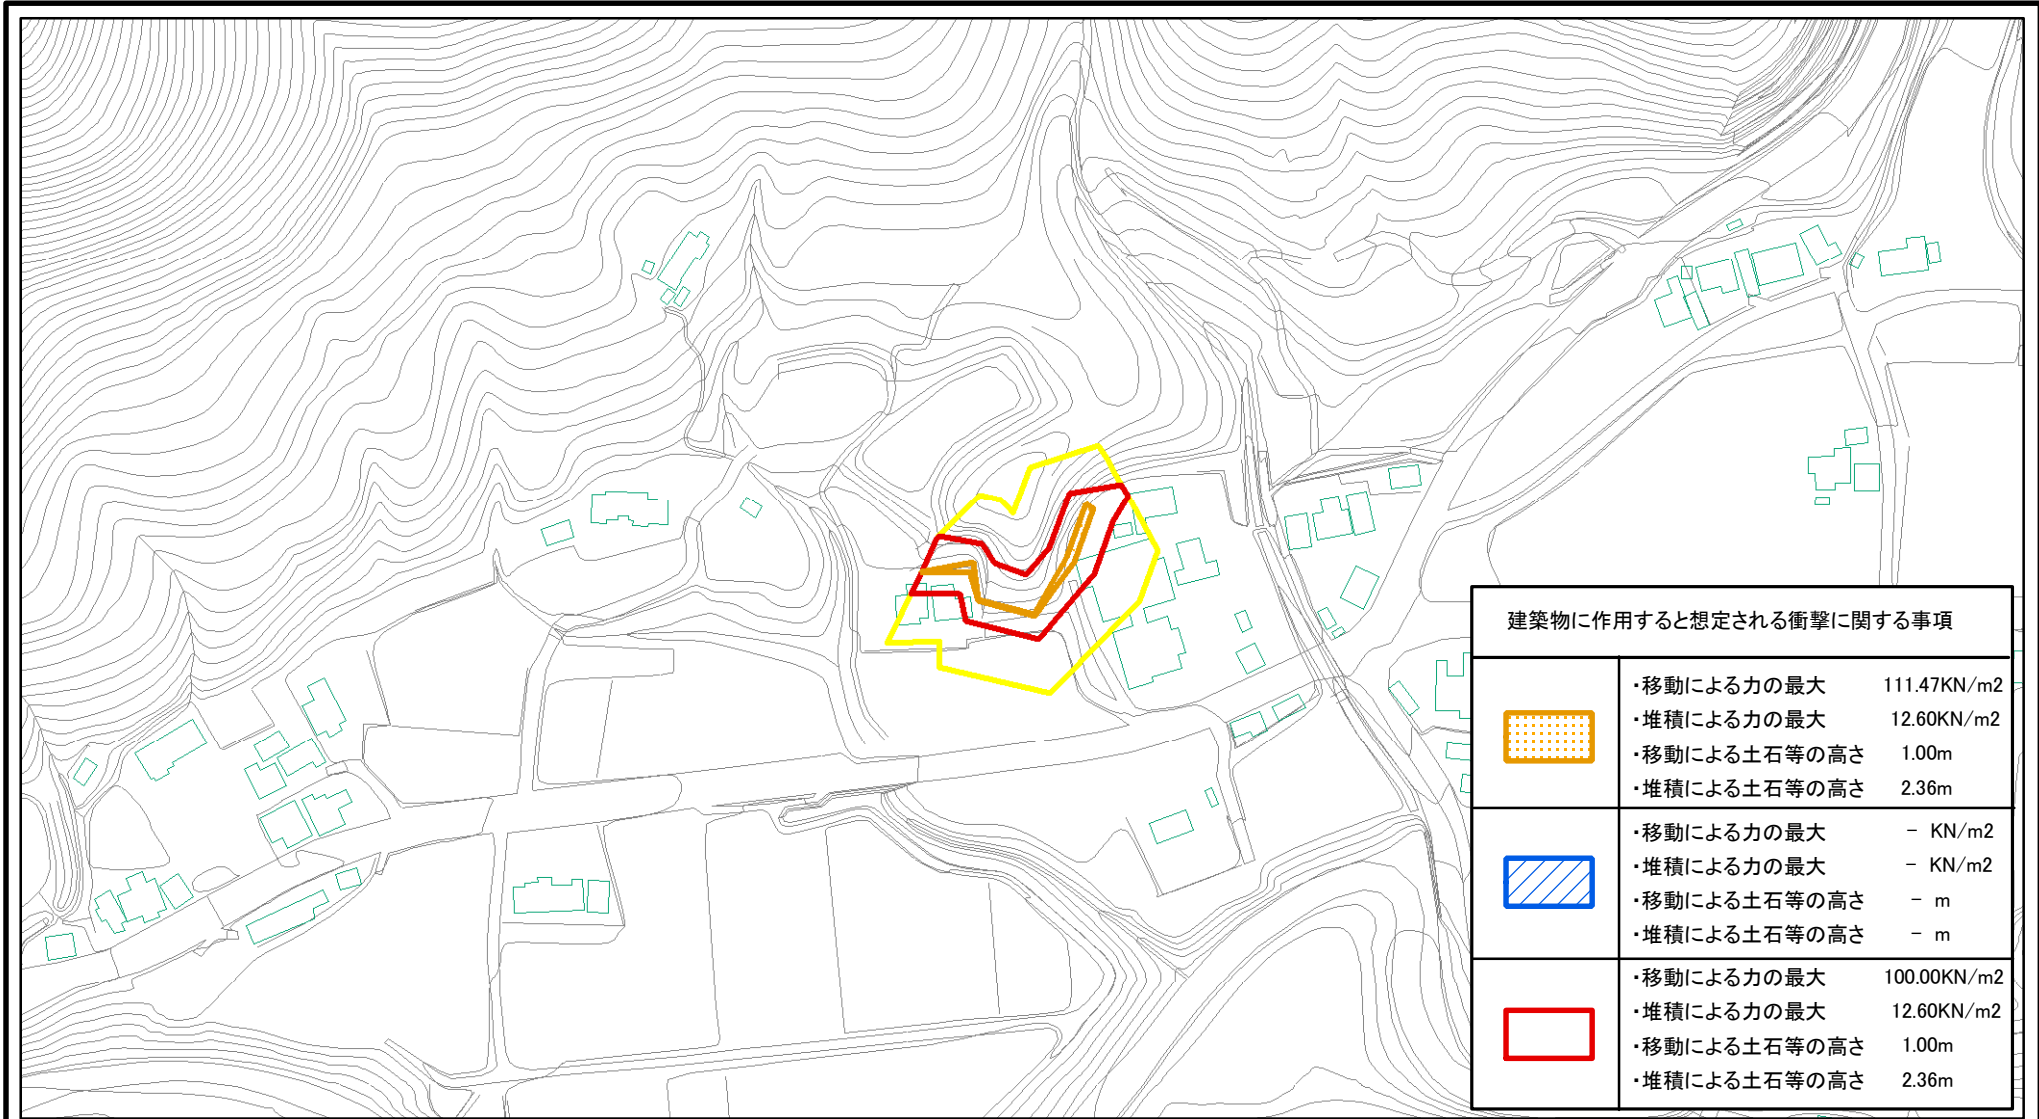 建築物に作用すると想定される衝撃に関する事項
・移動による力の最大 111.47KN/m2
・堆積による力の最大 12.60KN/m2
・移動による土石等の高さ 1.00m
・堆積による土石等の高さ 2.36m
・移動による力の最大 − KN/m2
・堆積による力の最大 − KN/m2
・移動による土石等の高さ − m
・堆積による土石等の高さ − m
・移動による力の最大 100.00KN/m2
・堆積による力の最大 12.60KN/m2
・移動による土石等の高さ 1.00m
・堆積による土石等の高さ 2.36m